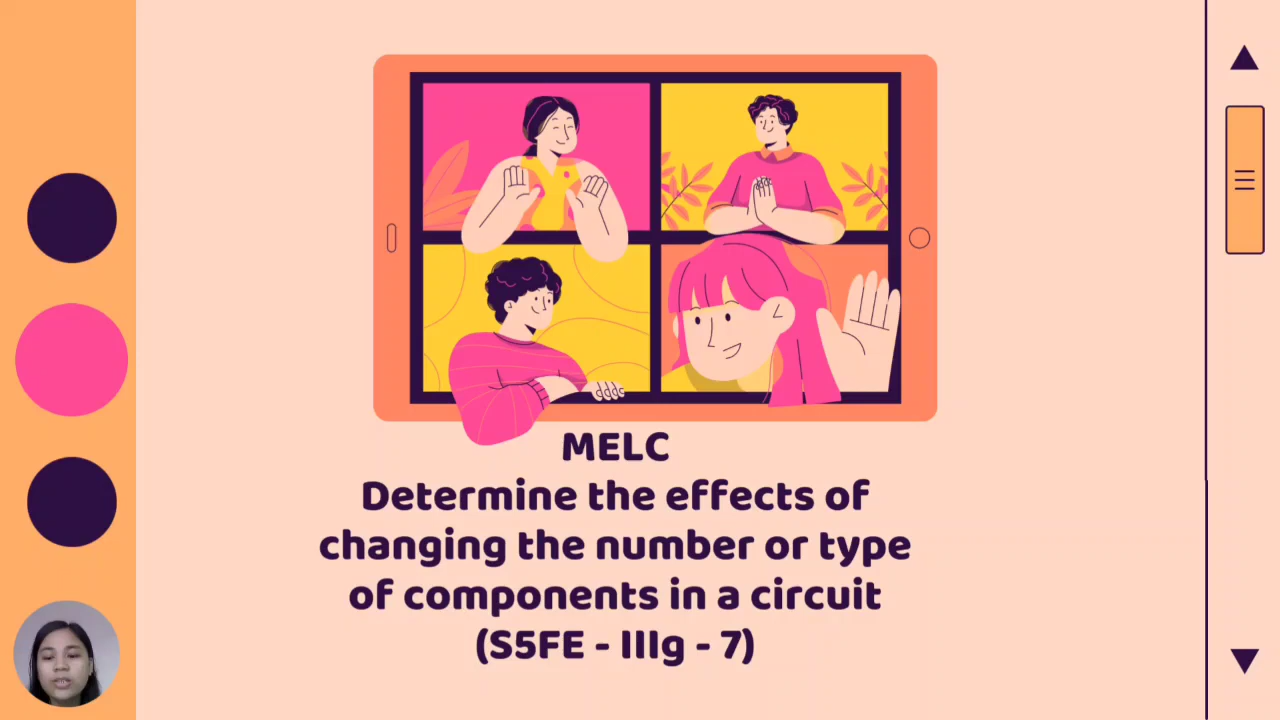 MELC
Determine the effects of
changing the number or type
of components in a circuit
(S5FE - IIIg - 7)